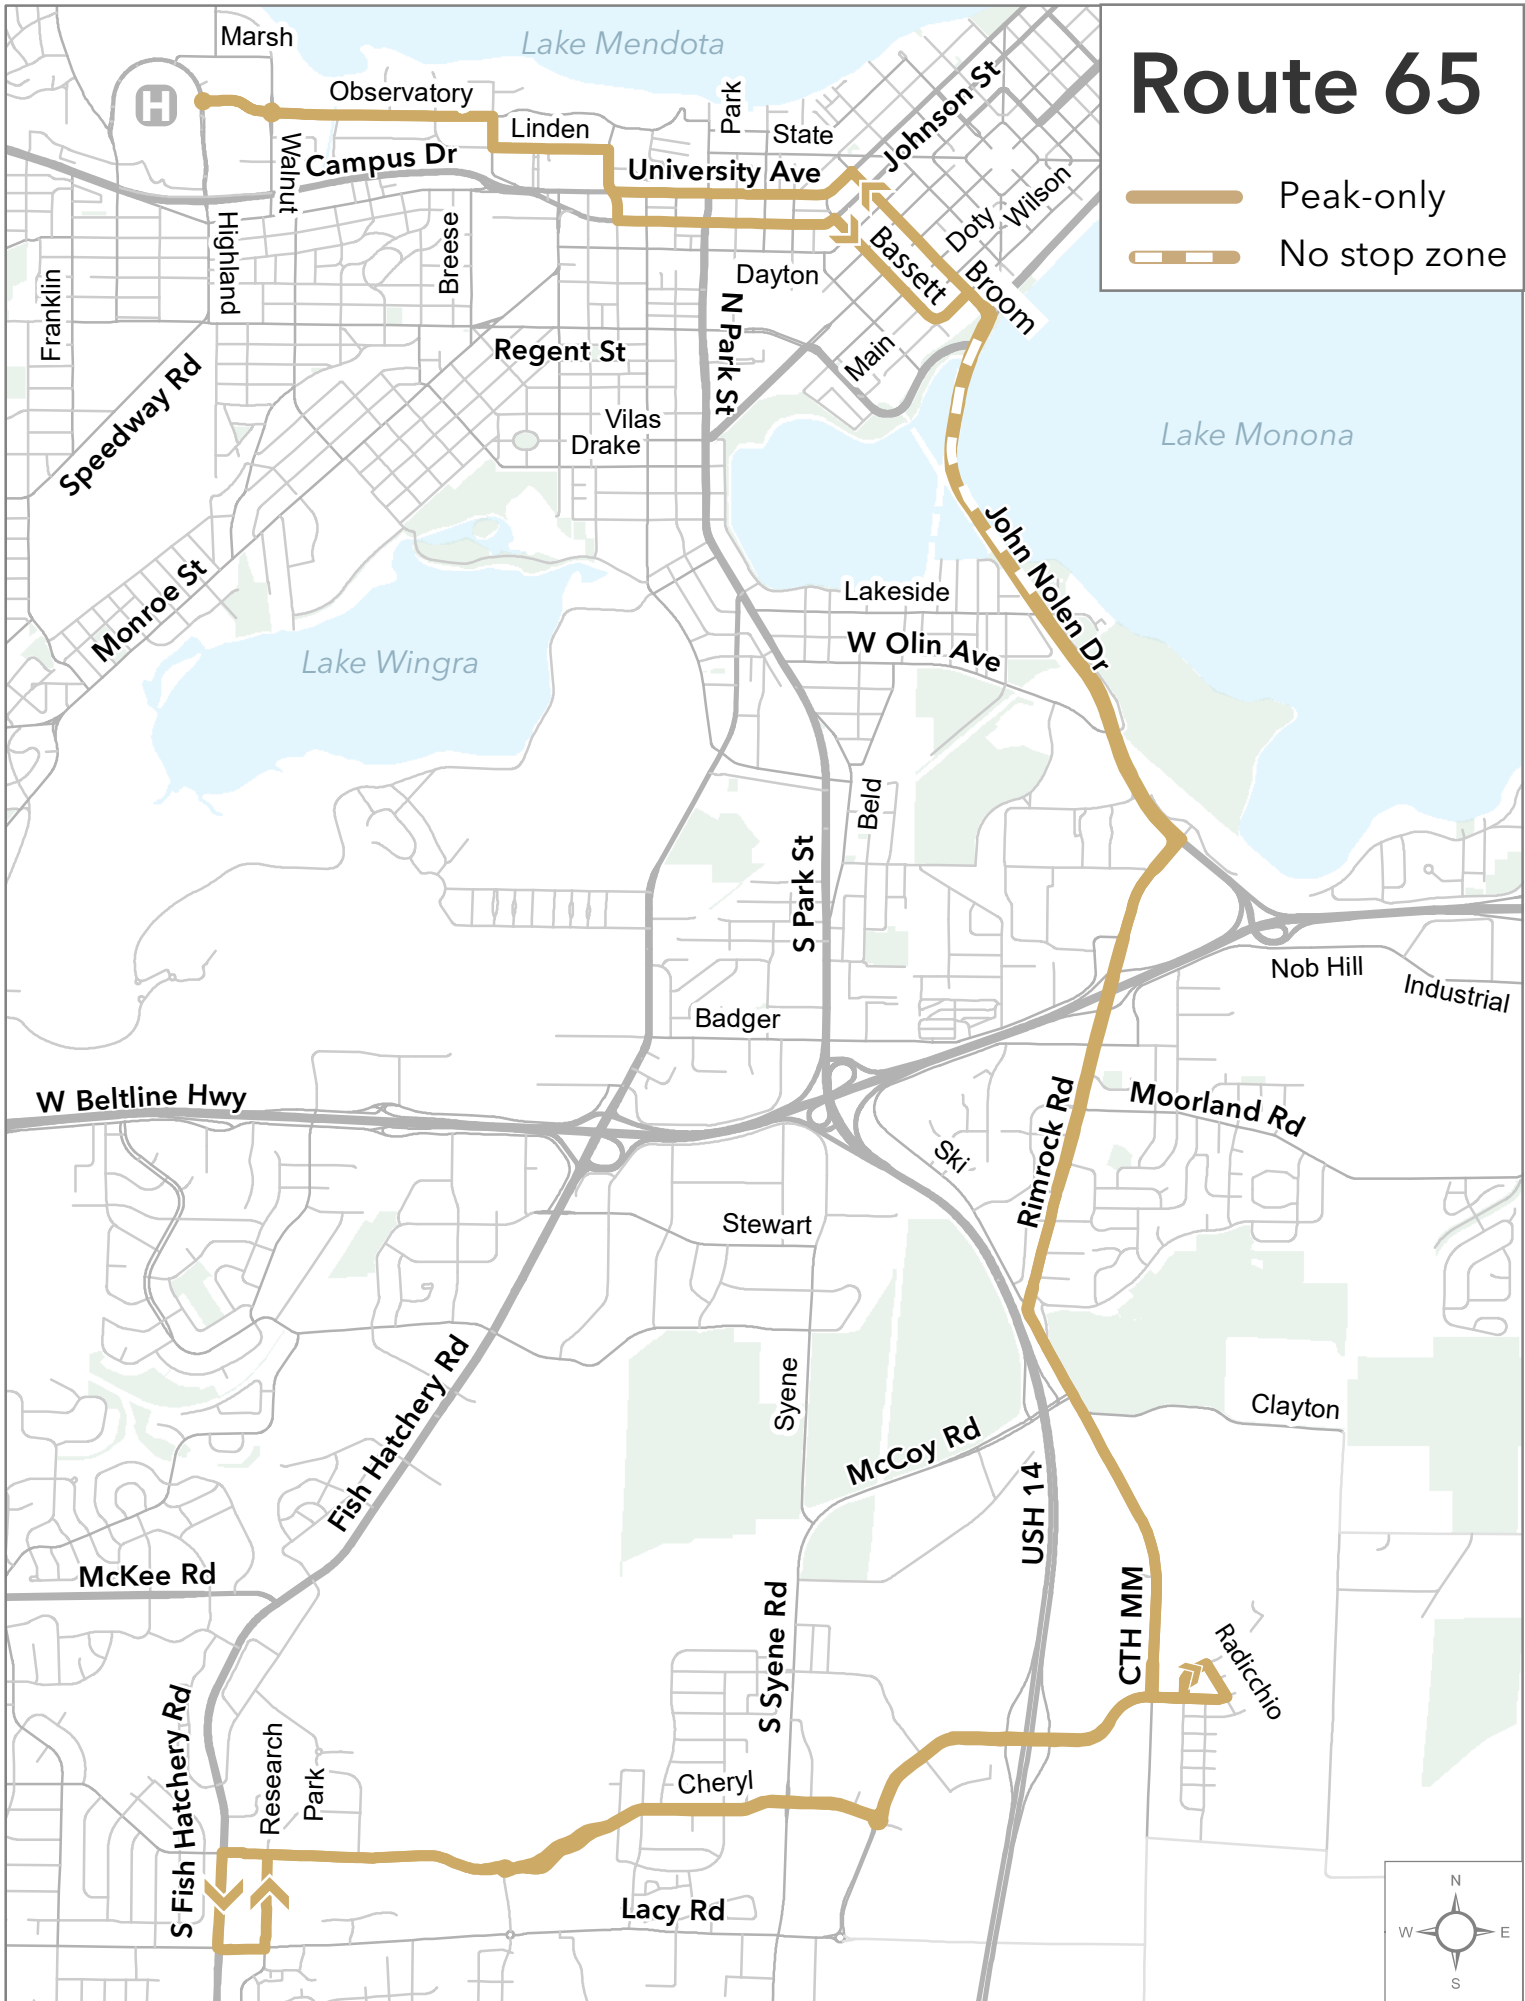 Route 65
Peak-only
No stop zone
Marsh
Lake Mendota
H
Observatory
Linden
Park
State
Johnson St
Walnut
Campus Dr
University Ave
Wilson
Doty
Highland
Breese
Bassett
Broom
Dayton
Franklin
N Park St
Regent St
Main
Speedway Rd
Vilas
Drake
Lake Monona
John Nolen Dr
Monroe St
Lakeside
W Olin Ave
Lake Wingra
Beld
S Park St
Nob Hill
Industrial
Badger
W Beltline Hwy
Rimrock Rd
Moorland Rd
Ski
Stewart
Fish Hatchery Rd
Syene
Clayton
McCoy Rd
USH 14
McKee Rd
CTH MM
S Syene Rd
Radicchio
S Fish Hatchery Rd
Research
Park
Cheryl
Lacy Rd
N
W
E
S